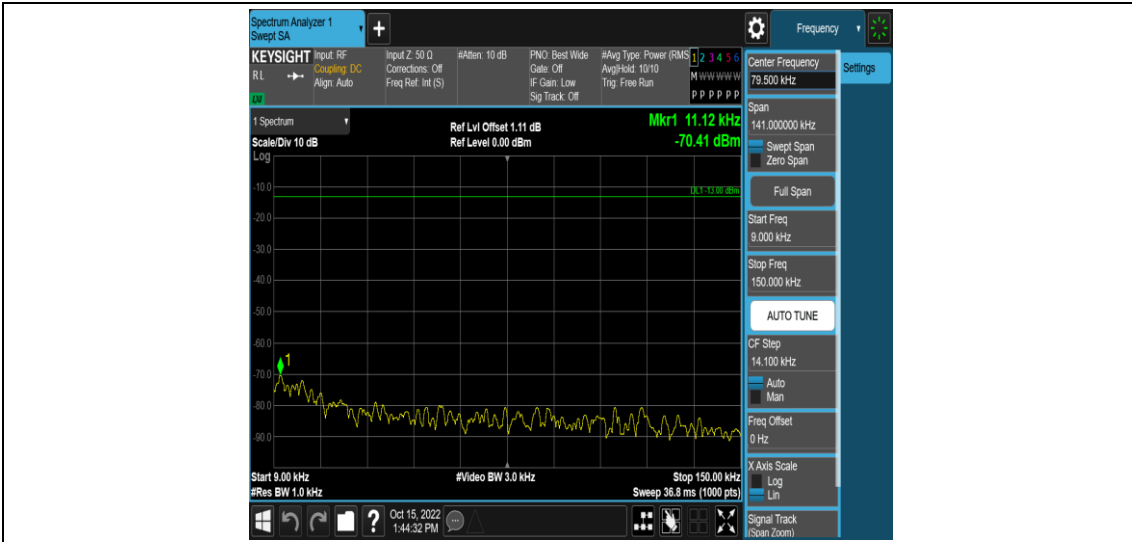 Spectrum Analyzer 1
Swept SA
+
Frequency
KEYSIGHT
RL
LNI
Input: RF
Coupling: DC
Align: Auto
Input Z: 50 Ω
Corrections: Off
Freq Ref: Int (S)
#Atten: 10 dB
PNO: Best Wide
Gate: Off
IF Gain: Low
Sig Track: Off
#Avg Type: Power (RMS
Avg|Hold: 10/10
Trig: Free Run
1 2 3 4 5 6
M W W W W W
P P P P P P
1 Spectrum
Scale/Div 10 dB
Log
Ref Lvl Offset 1.11 dB
Ref Level 0.00 dBm
Mkr1 11.12 kHz
-70.41 dBm
DL1 -13.00 dBm
-10.0
-20.0
-30.0
-40.0
-50.0
-60.0
-70.0
-80.0
-90.0
1
Start 9.00 kHz
#Res BW 1.0 kHz
#Video BW 3.0 kHz
Stop 150.00 kHz
Sweep 36.8 ms (1000 pts)
Oct 15, 2022
1:44:32 PM
?
Center Frequency
79.500 kHz
Settings
Span
141.000000 kHz
Swept Span
Zero Span
Full Span
Start Freq
9.000 kHz
Stop Freq
150.000 kHz
AUTO TUNE
CF Step
14.100 kHz
Auto
Man
Freq Offset
0 Hz
X Axis Scale
Log
Lin
Signal Track
(Span Zoom)